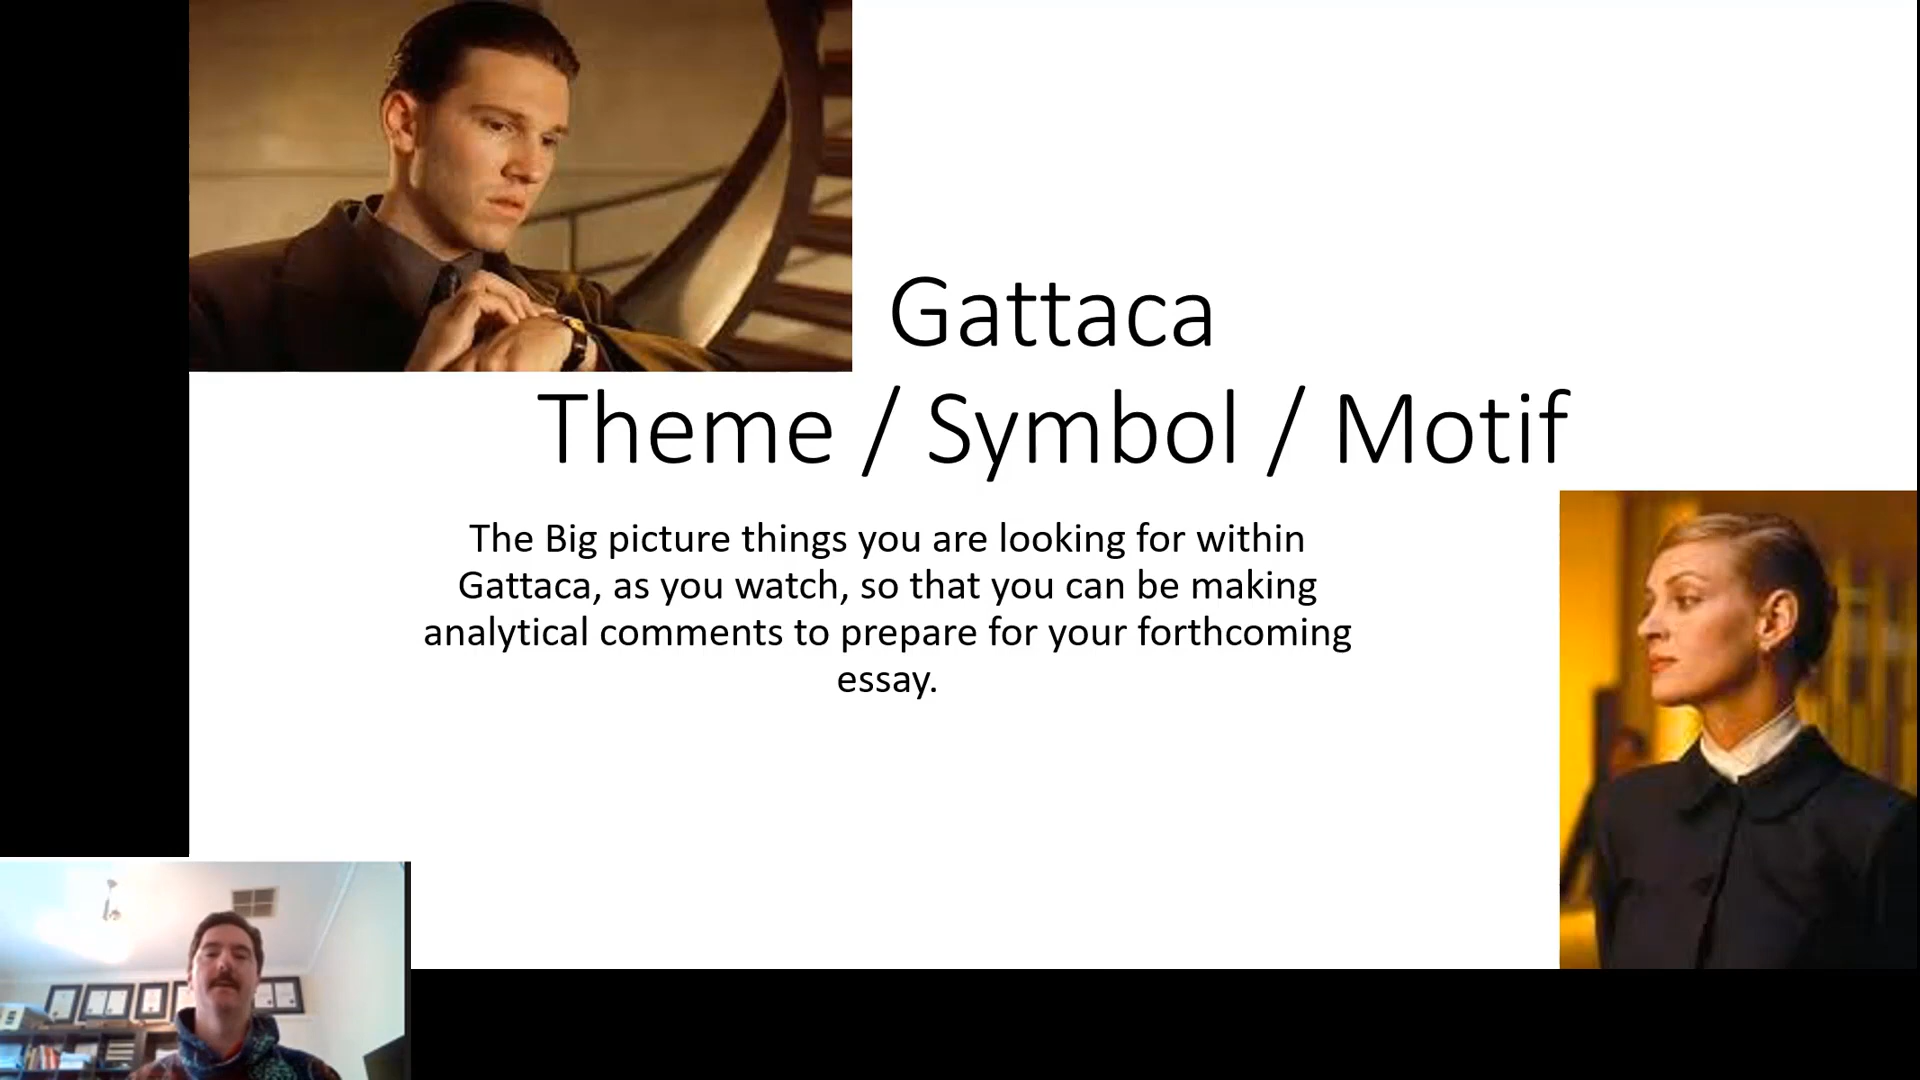 Gattaca
Theme / Symbol / Motif
The Big picture things you are looking for within
Gattaca, as you watch, so that you can be making
analytical comments to prepare for your forthcoming
essay.